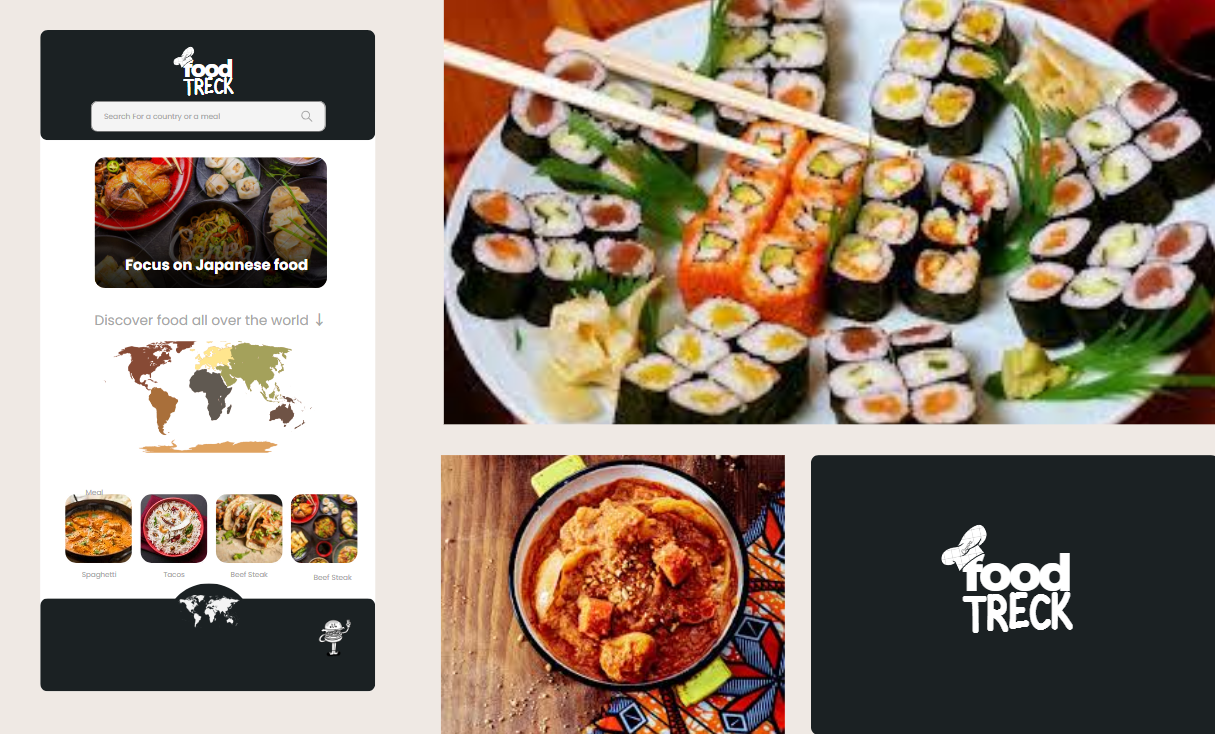 food
TRECK
Search For a country or a meal
Focus on Japanese food
Discover food all over the world ↓
Meal
Spaghetti
Tacos
Beef Steak
Beef Steak
food
TRECK